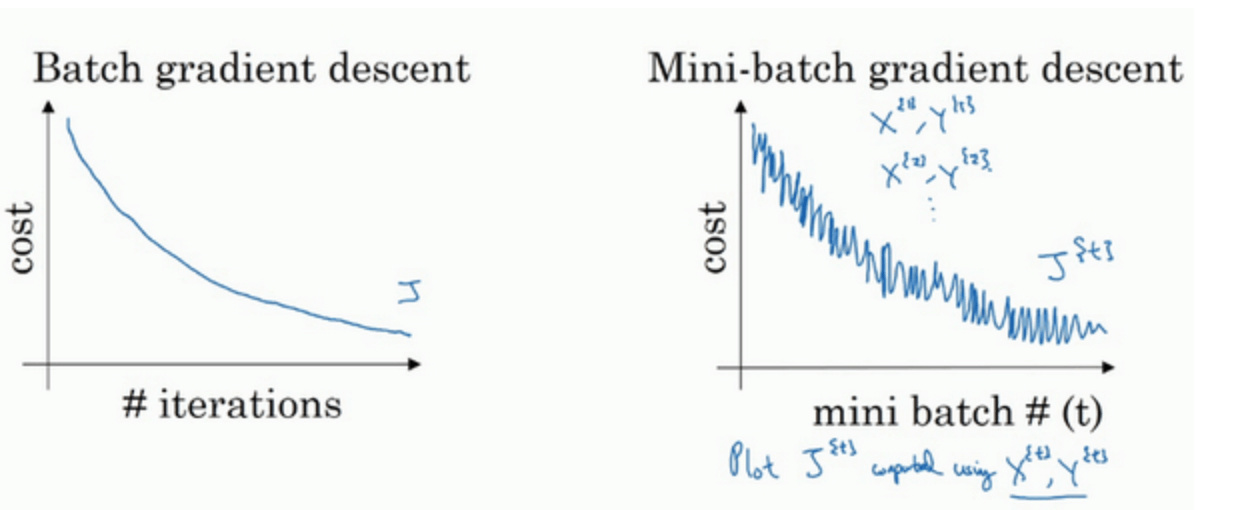 Batch gradient descent
cost
J
# iterations
Mini-batch gradient descent
X^{1}, Y^{1}
X^{2}, Y^{2}
⋮
cost
J^{t}
mini batch # (t)
Plot J^{t} computed using X^{t}, Y^{t}